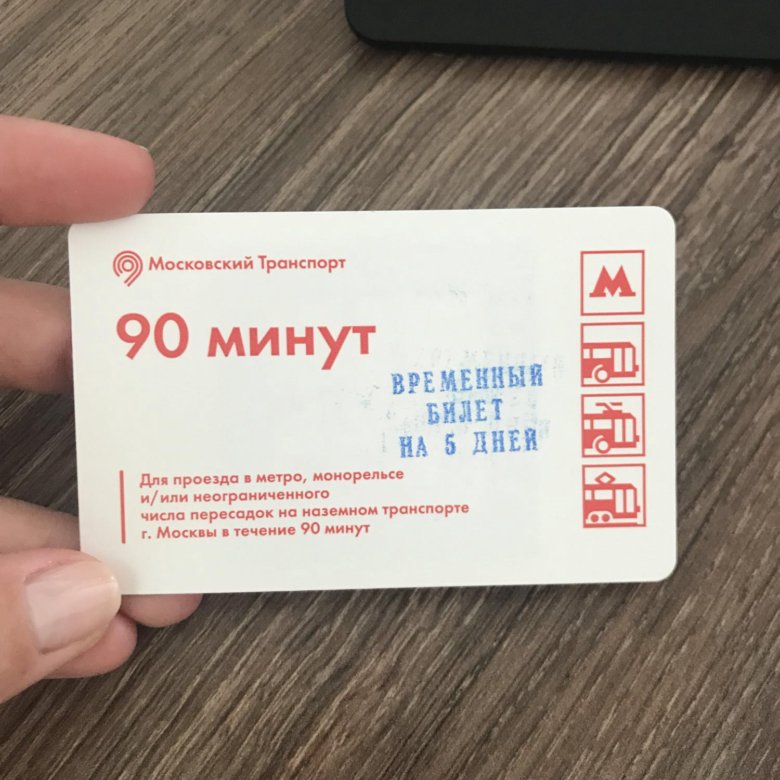 Московский Транспорт
90 минут
ВРЕМЕННЫЙ
БИЛЕТ
НА 5 ДНЕЙ
Для проезда в метро, монорельсе
и/или неограниченного
числа пересадок на наземном транспорте
г. Москвы в течение 90 минут
М